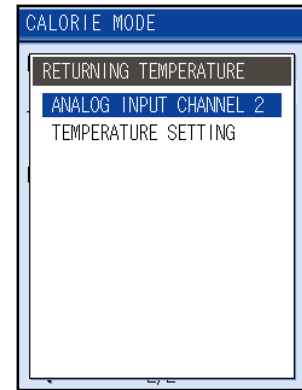 CALORIE MODE
RETURNING TEMPERATURE
ANALOG INPUT CHANNEL 2
TEMPERATURE SETTING